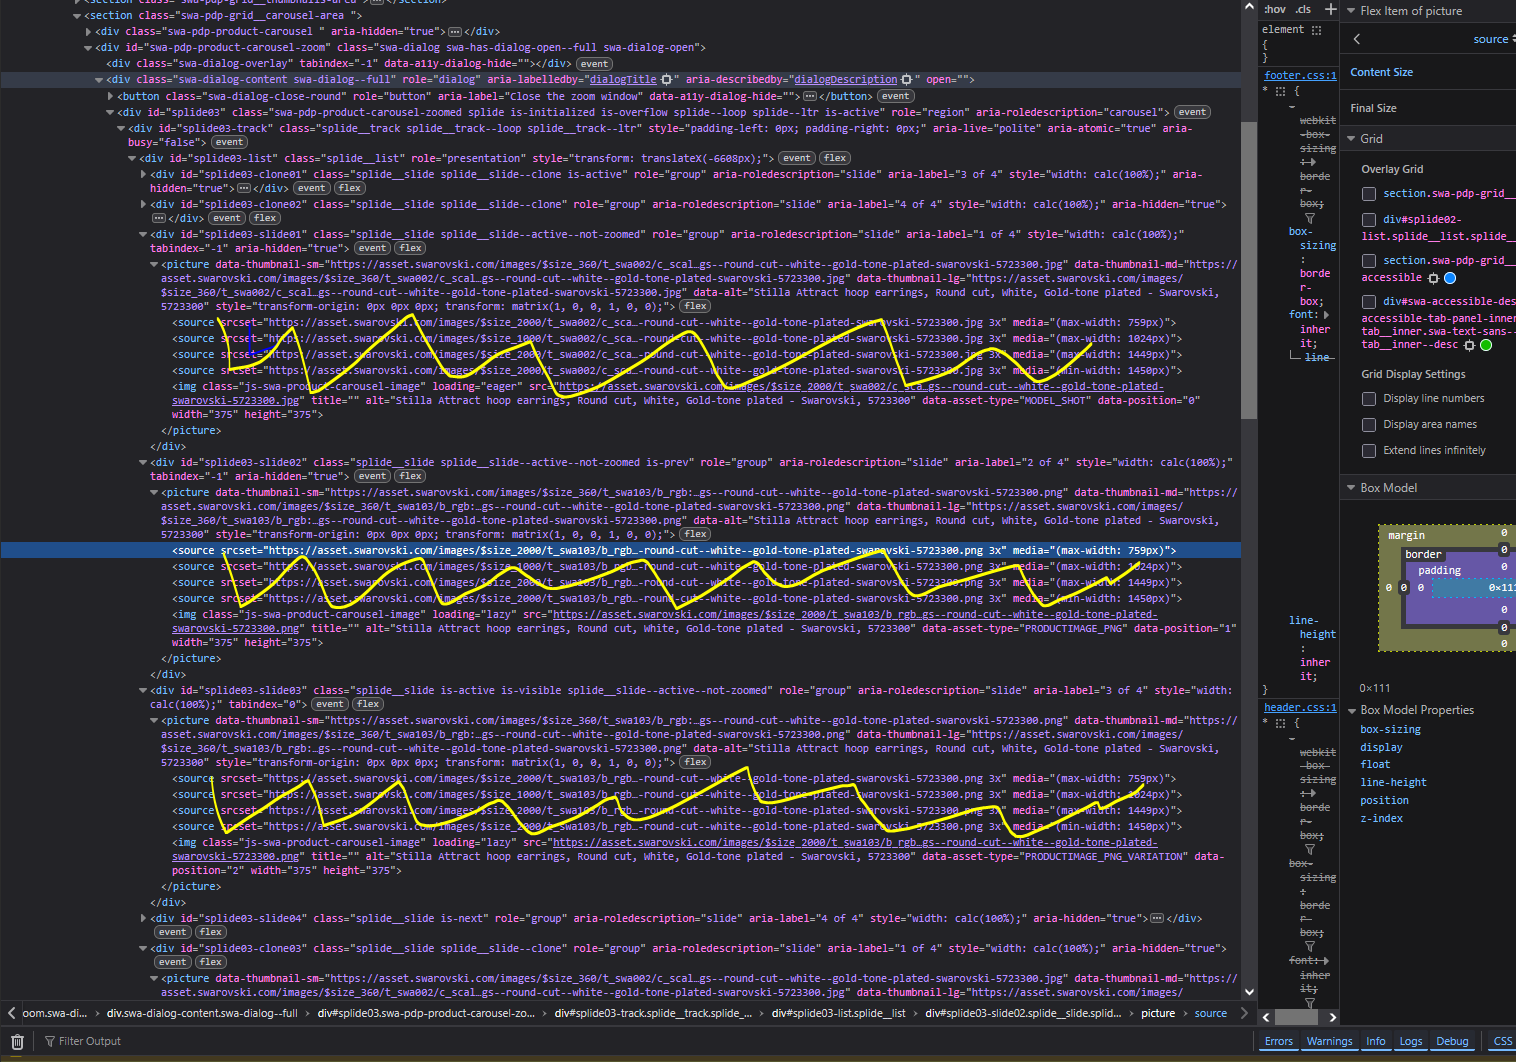 <section class="swa-pdp-grid__carousel-area ">
<div class="swa-pdp-product-carousel " aria-hidden="true"></div>
<div id="swa-pdp-product-carousel-zoom" class="swa-dialog swa-has-dialog-open--full swa-dialog-open">
<div class="swa-dialog-overlay" tabindex="-1" data-a11y-dialog-hide=""></div> event
<div class="swa-dialog-content swa-dialog--full" role="dialog" aria-labelledby="dialogTitle" aria-describedby="dialogDescription" open="">
<button class="swa-dialog-close-round" role="button" aria-label="Close the zoom window" data-a11y-dialog-hide=""></button> event
<div id="splide03" class="swa-pdp-product-carousel-zoomed splide is-initialized is-overflow splide--loop splide--ltr is-active" role="region" aria-roledescription="carousel"> event
<div id="splide03-track" class="splide__track splide__track--loop splide__track--ltr" style="padding-left: 0px; padding-right: 0px;" aria-live="polite" aria-atomic="true" aria-
busy="false"> event
<div id="splide03-list" class="splide__list" role="presentation" style="transform: translateX(-6608px);"> event flex
<div id="splide03-clone01" class="splide__slide splide__slide--clone is-active" role="group" aria-roledescription="slide" aria-label="3 of 4" style="width: calc(100%);" aria-
hidden="true"></div> event flex
<div id="splide03-clone02" class="splide__slide splide__slide--clone" role="group" aria-roledescription="slide" aria-label="4 of 4" style="width: calc(100%);" aria-hidden="true">
</div> event flex
<div id="splide03-slide01" class="splide__slide splide__slide--active--not-zoomed" role="group" aria-roledescription="slide" aria-label="1 of 4" style="width: calc(100%);"
tabindex="-1" aria-hidden="true"> event flex
<picture data-thumbnail-sm="https://asset.swarovski.com/images/$size_360/t_swa002/c_scal…gs--round-cut--white--gold-tone-plated-swarovski-5723300.jpg" data-thumbnail-md="https://
asset.swarovski.com/images/$size_360/t_swa002/c_scal…gs--round-cut--white--gold-tone-plated-swarovski-5723300.jpg" data-thumbnail-lg="https://asset.swarovski.com/images/
$size_360/t_swa002/c_scal…gs--round-cut--white--gold-tone-plated-swarovski-5723300.jpg" data-alt="Stilla Attract hoop earrings, Round cut, White, Gold-tone plated - Swarovski,
5723300" style="transform-origin: 0px 0px 0px; transform: matrix(1, 0, 0, 1, 0, 0);"> flex
<source srcset="https://asset.swarovski.com/images/$size_2000/t_swa002/c_sca…-round-cut--white--gold-tone-plated-swarovski-5723300.jpg 3x" media="(max-width: 759px)">
<source srcset="https://asset.swarovski.com/images/$size_1000/t_swa002/c_sca…-round-cut--white--gold-tone-plated-swarovski-5723300.jpg 3x" media="(max-width: 1024px)">
<source srcset="https://asset.swarovski.com/images/$size_2000/t_swa002/c_sca…-round-cut--white--gold-tone-plated-swarovski-5723300.jpg 3x" media="(max-width: 1449px)">
<source srcset="https://asset.swarovski.com/images/$size_2000/t_swa002/c_sca…-round-cut--white--gold-tone-plated-swarovski-5723300.jpg 3x" media="(min-width: 1450px)">
<img class="js-swa-product-carousel-image" loading="eager" src="https://asset.swarovski.com/images/$size_2000/t_swa002/c_sca…gs--round-cut--white--gold-tone-plated-
swarovski-5723300.jpg" title="" alt="Stilla Attract hoop earrings, Round cut, White, Gold-tone plated - Swarovski, 5723300" data-asset-type="MODEL_SHOT" data-position="0"
width="375" height="375">
</picture>
</div>
<div id="splide03-slide02" class="splide__slide splide__slide--active--not-zoomed is-prev" role="group" aria-roledescription="slide" aria-label="2 of 4" style="width: calc(100%);"
tabindex="-1" aria-hidden="true"> event flex
<picture data-thumbnail-sm="https://asset.swarovski.com/images/$size_360/t_swa103/b_rgb:…gs--round-cut--white--gold-tone-plated-swarovski-5723300.png" data-thumbnail-md="https://
asset.swarovski.com/images/$size_360/t_swa103/b_rgb:…gs--round-cut--white--gold-tone-plated-swarovski-5723300.png" data-thumbnail-lg="https://asset.swarovski.com/images/
$size_360/t_swa103/b_rgb:…gs--round-cut--white--gold-tone-plated-swarovski-5723300.png" data-alt="Stilla Attract hoop earrings, Round cut, White, Gold-tone plated - Swarovski,
5723300" style="transform-origin: 0px 0px 0px; transform: matrix(1, 0, 0, 1, 0, 0);"> flex
<source srcset="https://asset.swarovski.com/images/$size_2000/t_swa103/b_rgb…-round-cut--white--gold-tone-plated-swarovski-5723300.png 3x" media="(max-width: 759px)">
<source srcset="https://asset.swarovski.com/images/$size_1000/t_swa103/b_rgb…-round-cut--white--gold-tone-plated-swarovski-5723300.png 3x" media="(max-width: 1024px)">
<source srcset="https://asset.swarovski.com/images/$size_2000/t_swa103/b_rgb…-round-cut--white--gold-tone-plated-swarovski-5723300.png 3x" media="(max-width: 1449px)">
<source srcset="https://asset.swarovski.com/images/$size_2000/t_swa103/b_rgb…-round-cut--white--gold-tone-plated-swarovski-5723300.png 3x" media="(min-width: 1450px)">
<img class="js-swa-product-carousel-image" loading="lazy" src="https://asset.swarovski.com/images/$size_2000/t_swa103/b_rgb…gs--round-cut--white--gold-tone-plated-
swarovski-5723300.png" title="" alt="Stilla Attract hoop earrings, Round cut, White, Gold-tone plated - Swarovski, 5723300" data-asset-type="PRODUCTIMAGE_PNG" data-position="1"
width="375" height="375">
</picture>
</div>
<div id="splide03-slide03" class="splide__slide is-active is-visible splide__slide--active--not-zoomed" role="group" aria-roledescription="slide" aria-label="3 of 4" style="width:
calc(100%);" tabindex="0"> event flex
<picture data-thumbnail-sm="https://asset.swarovski.com/images/$size_360/t_swa103/b_rgb:…gs--round-cut--white--gold-tone-plated-swarovski-5723300.png" data-thumbnail-md="https://
asset.swarovski.com/images/$size_360/t_swa103/b_rgb:…gs--round-cut--white--gold-tone-plated-swarovski-5723300.png" data-thumbnail-lg="https://asset.swarovski.com/images/
$size_360/t_swa103/b_rgb:…gs--round-cut--white--gold-tone-plated-swarovski-5723300.png" data-alt="Stilla Attract hoop earrings, Round cut, White, Gold-tone plated - Swarovski,
5723300" style="transform-origin: 0px 0px 0px; transform: matrix(1, 0, 0, 1, 0, 0);"> flex
<source srcset="https://asset.swarovski.com/images/$size_2000/t_swa103/b_rgb…-round-cut--white--gold-tone-plated-swarovski-5723300.png 3x" media="(max-width: 759px)">
<source srcset="https://asset.swarovski.com/images/$size_1000/t_swa103/b_rgb…-round-cut--white--gold-tone-plated-swarovski-5723300.png 3x" media="(max-width: 1024px)">
<source srcset="https://asset.swarovski.com/images/$size_2000/t_swa103/b_rgb…-round-cut--white--gold-tone-plated-swarovski-5723300.png 3x" media="(max-width: 1449px)">
<source srcset="https://asset.swarovski.com/images/$size_2000/t_swa103/b_rgb…-round-cut--white--gold-tone-plated-swarovski-5723300.png 3x" media="(min-width: 1450px)">
<img class="js-swa-product-carousel-image" loading="lazy" src="https://asset.swarovski.com/images/$size_2000/t_swa103/b_rgb…gs--round-cut--white--gold-tone-plated-
swarovski-5723300.png" title="" alt="Stilla Attract hoop earrings, Round cut, White, Gold-tone plated - Swarovski, 5723300" data-asset-type="PRODUCTIMAGE_PNG_VARIATION" data-
position="2" width="375" height="375">
</picture>
</div>
<div id="splide03-slide04" class="splide__slide is-next" role="group" aria-roledescription="slide" aria-label="4 of 4" style="width: calc(100%);" aria-hidden="true"></div>
event flex
<div id="splide03-clone03" class="splide__slide splide__slide--clone" role="group" aria-roledescription="slide" aria-label="1 of 4" style="width: calc(100%);" aria-hidden="true">
event flex
<picture data-thumbnail-sm="https://asset.swarovski.com/images/$size_360/t_swa002/c_scal…gs--round-cut--white--gold-tone-plated-swarovski-5723300.jpg" data-thumbnail-md="https://
asset.swarovski.com/images/$size_360/t_swa002/c_scal…gs--round-cut--white--gold-tone-plated-swarovski-5723300.jpg" data-thumbnail-lg="https://asset.swarovski.com/images/
oom.swa-di... div.swa-dialog-content.swa-dialog--full div#splide03.swa-pdp-product-carousel-zo... div#splide03-track.splide__track.splide_... div#splide03-list.splide__list div#splide03-slide02.splide__slide.splid... picture source
Filter Output
Errors Warnings Info Logs Debug CSS
:hov .cls +
element
{
}
footer.css:1
* {
webkit
-box-
sizing
:
borde
r-
box;
box-
sizing
:
borde
r-
box;
font:
inher
it;
line-
line-
height
:
inher
it;
}
header.css:1
* {
webkit
-box-
sizing
:
borde
r-
box;
box-
sizing
:
borde
r-
box;
font:
inher
it;
Flex Item of picture
source
Content Size
Final Size
Grid
Overlay Grid
section.swa-pdp-grid__
div#splide02-
list.splide__list.splide__
section.swa-pdp-grid__
accessible
div#swa-accessible-des
accessible-tab-panel-inner
tab__inner.swa-text-sans--
tab__inner--desc
Grid Display Settings
Display line numbers
Display area names
Extend lines infinitely
Box Model
margin 0
border 0
padding 0
0 0 0 0×111
0
0
0
0×111
Box Model Properties
box-sizing
display
float
line-height
position
z-index